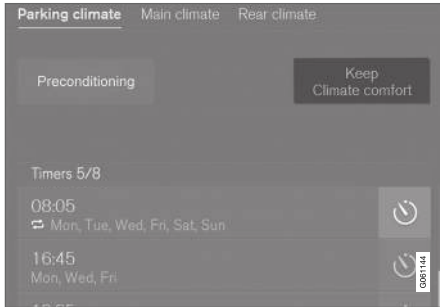 Parking climate Main climate Rear climate
Preconditioning
Keep
Climate comfort
Timers 5/8
08:05
Mon, Tue, Wed, Fri, Sat, Sun
16:45
Mon, Wed, Fri
G061144